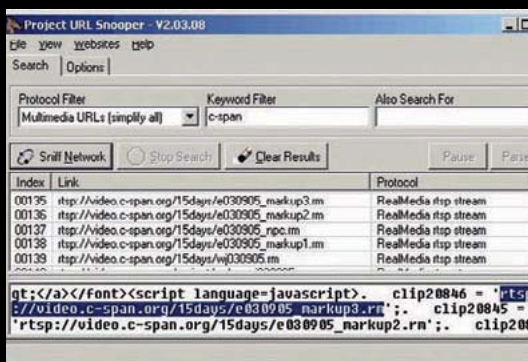 Project URL Snooper - V2.03.08
File View Websites Help
Search Options
Protocol Filter Keyword Filter Also Search For
Multimedia URLs (simplify all) c-span
Sniff Network Stop Search Clear Results Pause
Index Link Protocol
00135 rtsp://video.c-span.org/15days/e030905_markup3.rm RealMedia rtsp stream
00136 rtsp://video.c-span.org/15days/e030905_markup2.rm RealMedia rtsp stream
00137 rtsp://video.c-span.org/15days/e030905_npc.rm RealMedia rtsp stream
00138 rtsp://video.c-span.org/15days/e030905_markup1.rm RealMedia rtsp stream
00139 rtsp://video.c-span.org/15days/wj030905.rm RealMedia rtsp stream
gt;</a></font><script language=javascript>. clip20846 = 'rtsp
://video.c-span.org/15days/e030905_markup3.rm';. clip20845 =
'rtsp://video.c-span.org/15days/e030905_markup2.rm';. clip208